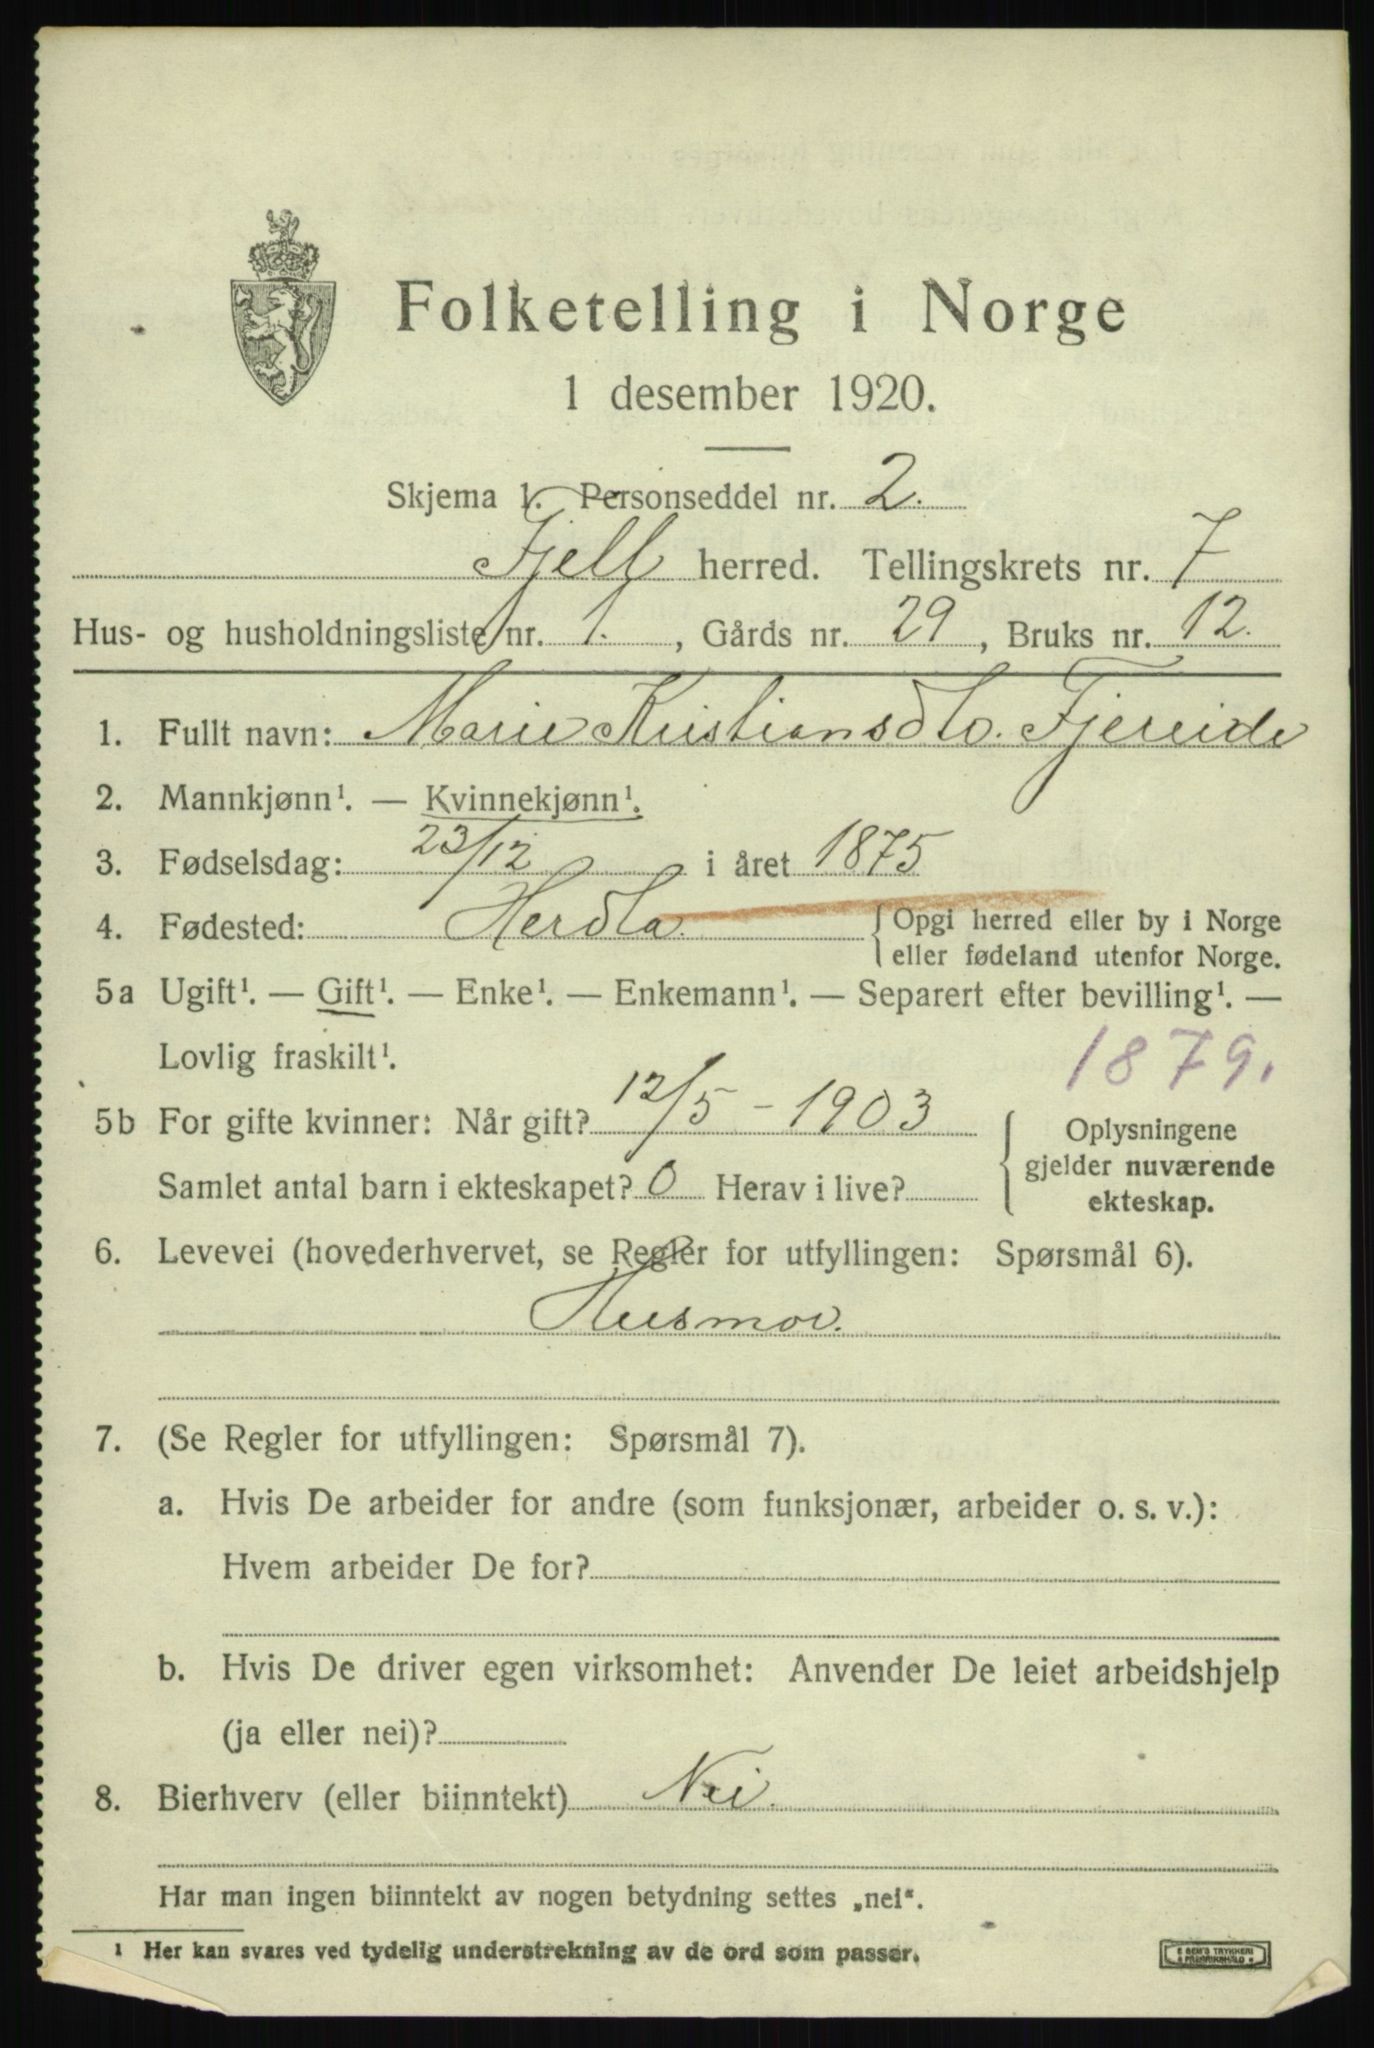 Folketelling i Norge
1 desember 1920.
Skjema 1. Personseddel nr. 2.
Fjell herred. Tellingskrets nr. 7
Hus- og husholdningsliste nr. 1. , Gårds nr. 29 , Bruks nr. 12.
1. Fullt navn: Marie Kristiansdtr. Fjereide
2. Mannkjønn¹. — Kvinnekjønn¹.
3. Fødselsdag: 23/12 i året 1875
4. Fødested: Herdla. { Opgi herred eller by i Norge
eller fødeland utenfor Norge.
5a Ugift¹. — Gift¹. — Enke¹. — Enkemann¹. — Separert efter bevilling¹. —
Lovlig fraskilt¹.
1879.
5b For gifte kvinner: Når gift? 12/5 - 1903
Samlet antal barn i ekteskapet? 0 Herav i live?
{ Oplysningene
gjelder nuværende
ekteskap.
6. Levevei (hovederhvervet, se Regler for utfyllingen: Spørsmål 6).
Husmor.
7. (Se Regler for utfyllingen: Spørsmål 7).
a. Hvis De arbeider for andre (som funksjonær, arbeider o. s. v.):
Hvem arbeider De for?
b. Hvis De driver egen virksomhet: Anvender De leiet arbeidshjelp
(ja eller nei)?
8. Bierhverv (eller biinntekt) Nei.
Har man ingen biinntekt av nogen betydning settes „nei“.
¹ Her kan svares ved tydelig understrekning av de ord som passer.
E SEM'S TRYKKERI
FREDRIKSHALD